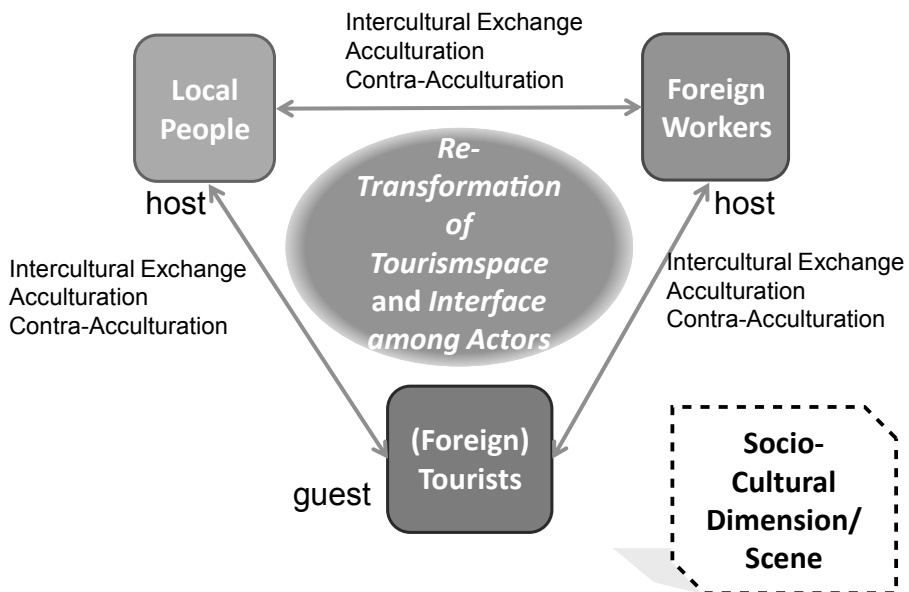 Intercultural Exchange
Acculturation
Contra-Acculturation
Local
People
Foreign
Workers
host
host
Re-
Transformation
of
Tourismspace
and Interface
among Actors
Intercultural Exchange
Acculturation
Contra-Acculturation
Intercultural Exchange
Acculturation
Contra-Acculturation
(Foreign)
Tourists
guest
Socio-
Cultural
Dimension/
Scene